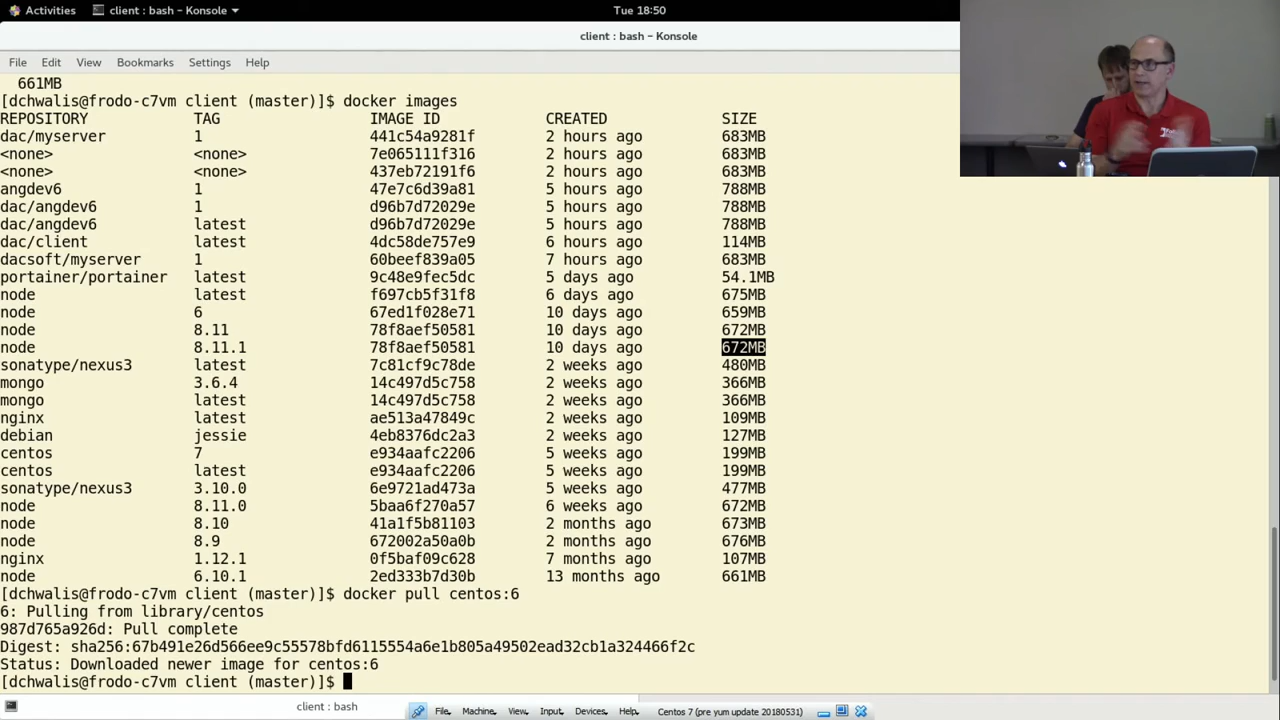 Activities client : bash – Konsole Tue 18:50
client : bash – Konsole
File Edit View Bookmarks Settings Help
661MB
[dchwalis@frodo-c7vm client (master)]$ docker images
REPOSITORY TAG IMAGE ID CREATED SIZE
dac/myserver 1 441c54a9281f 2 hours ago 683MB
<none> <none> 7e065111f316 2 hours ago 683MB
<none> <none> 437eb72191f6 2 hours ago 683MB
angdev6 1 47e7c6d39a81 5 hours ago 788MB
dac/angdev6 1 d96b7d72029e 5 hours ago 788MB
dac/angdev6 latest d96b7d72029e 5 hours ago 788MB
dac/client latest 4dc58de757e9 6 hours ago 114MB
dacsoft/myserver 1 60beef839a05 7 hours ago 683MB
portainer/portainer latest 9c48e9fec5dc 5 days ago 54.1MB
node latest f697cb5f31f8 6 days ago 675MB
node 6 67ed1f028e71 10 days ago 659MB
node 8.11 78f8aef50581 10 days ago 672MB
node 8.11.1 78f8aef50581 10 days ago 672MB
sonatype/nexus3 latest 7c81cf9c78de 2 weeks ago 480MB
mongo 3.6.4 14c497d5c758 2 weeks ago 366MB
mongo latest 14c497d5c758 2 weeks ago 366MB
nginx latest ae513a47849c 2 weeks ago 109MB
debian jessie 4eb8376dc2a3 2 weeks ago 127MB
centos 7 e934aafc2206 5 weeks ago 199MB
centos latest e934aafc2206 5 weeks ago 199MB
sonatype/nexus3 3.10.0 6e9721ad473a 5 weeks ago 477MB
node 8.11.0 5baa6f270a57 6 weeks ago 672MB
node 8.10 41a1f5b81103 2 months ago 673MB
node 8.9 672002a50a0b 2 months ago 676MB
nginx 1.12.1 0f5baf09c628 7 months ago 107MB
node 6.10.1 2ed333b7d30b 13 months ago 661MB
[dchwalis@frodo-c7vm client (master)]$ docker pull centos:6
6: Pulling from library/centos
987d765a926d: Pull complete
Digest: sha256:67b491e26d566ee9c55578bfd6115554a6e1b805a49502ead32cb1a324466f2c
Status: Downloaded newer image for centos:6
[dchwalis@frodo-c7vm client (master)]$
client : bash
File, Machine, View, Input, Devices, Help, Centos 7 (pre yum update 20180531)